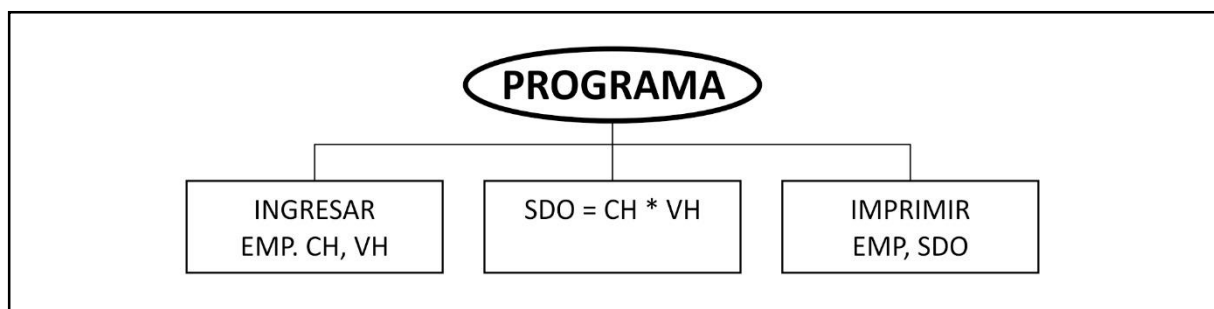 PROGRAMA
INGRESAR
EMP. CH, VH
SDO = CH * VH
IMPRIMIR
EMP, SDO